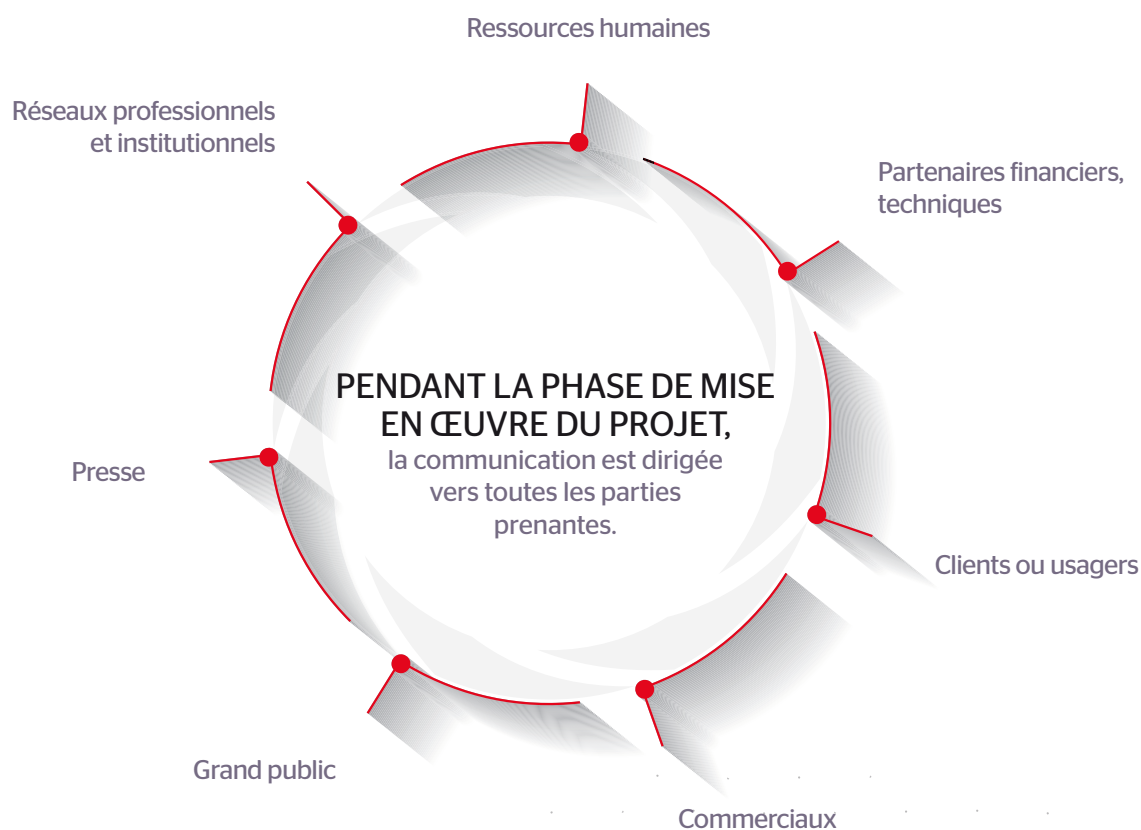 Ressources humaines
Réseaux professionnels
et institutionnels
Partenaires financiers,
techniques
PENDANT LA PHASE DE MISE
EN ŒUVRE DU PROJET,
la communication est dirigée
vers toutes les parties
prenantes.
Presse
Clients ou usagers
Grand public
Commerciaux